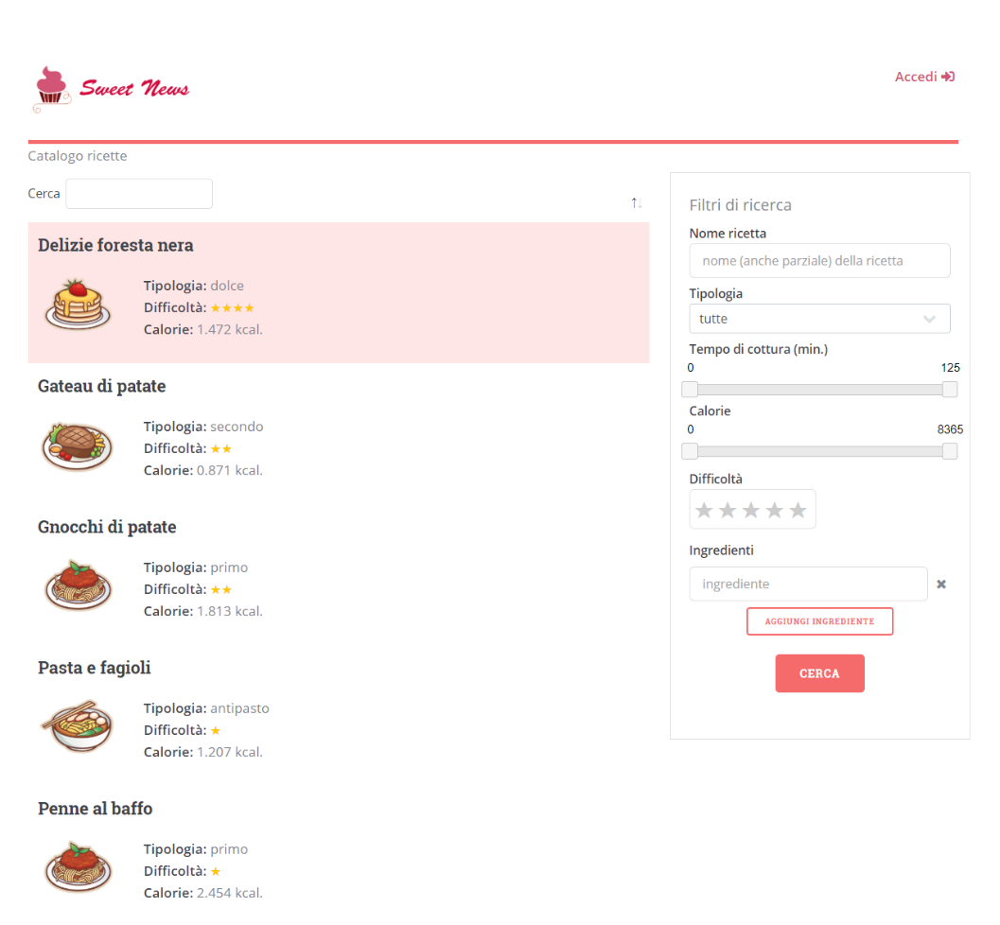 Sweet News
Accedi
Catalogo ricette
Cerca
Delizie foresta nera
Tipologia: dolce
Difficoltà:
Calorie: 1.472 kcal.
Gateau di patate
Tipologia: secondo
Difficoltà:
Calorie: 0.871 kcal.
Gnocchi di patate
Tipologia: primo
Difficoltà:
Calorie: 1.813 kcal.
Pasta e fagioli
Tipologia: antipasto
Difficoltà:
Calorie: 1.207 kcal.
Penne al baffo
Tipologia: primo
Difficoltà:
Calorie: 2.454 kcal.
Filtri di ricerca
Nome ricetta
nome (anche parziale) della ricetta
Tipologia
tutte
Tempo di cottura (min.)
0 125
Calorie
0 8365
Difficoltà
Ingredienti
ingrediente
AGGIUNGI INGREDIENTE
CERCA